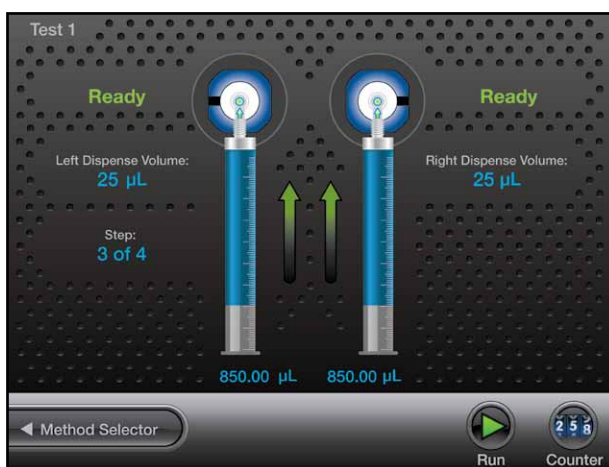 Test 1
Ready
Ready
Left Dispense Volume:
25 µL
Right Dispense Volume:
25 µL
Step:
3 of 4
850.00 µL
850.00 µL
Method Selector
Run
258
Counter